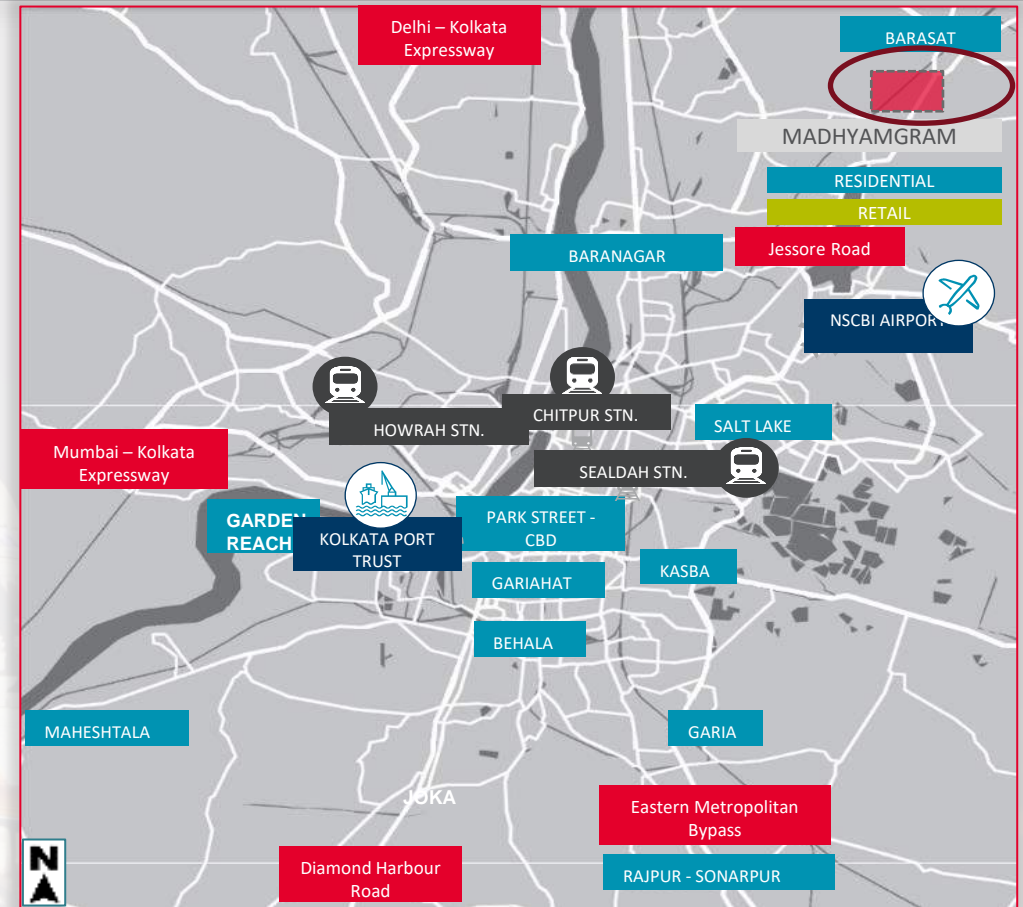 Delhi – Kolkata
Expressway
BARASAT
MADHYAMGRAM
RESIDENTIAL
RETAIL
Jessore Road
BARANAGAR
NSCBI AIRPORT
CHITPUR STN.
HOWRAH STN.
SALT LAKE
Mumbai – Kolkata
Expressway
SEALDAH STN.
GARDEN
REACH
KOLKATA PORT
TRUST
PARK STREET -
CBD
KASBA
GARIAHAT
BEHALA
MAHESHTALA
GARIA
JOKA
Eastern Metropolitan
Bypass
Diamond Harbour
Road
RAJPUR - SONARPUR
N